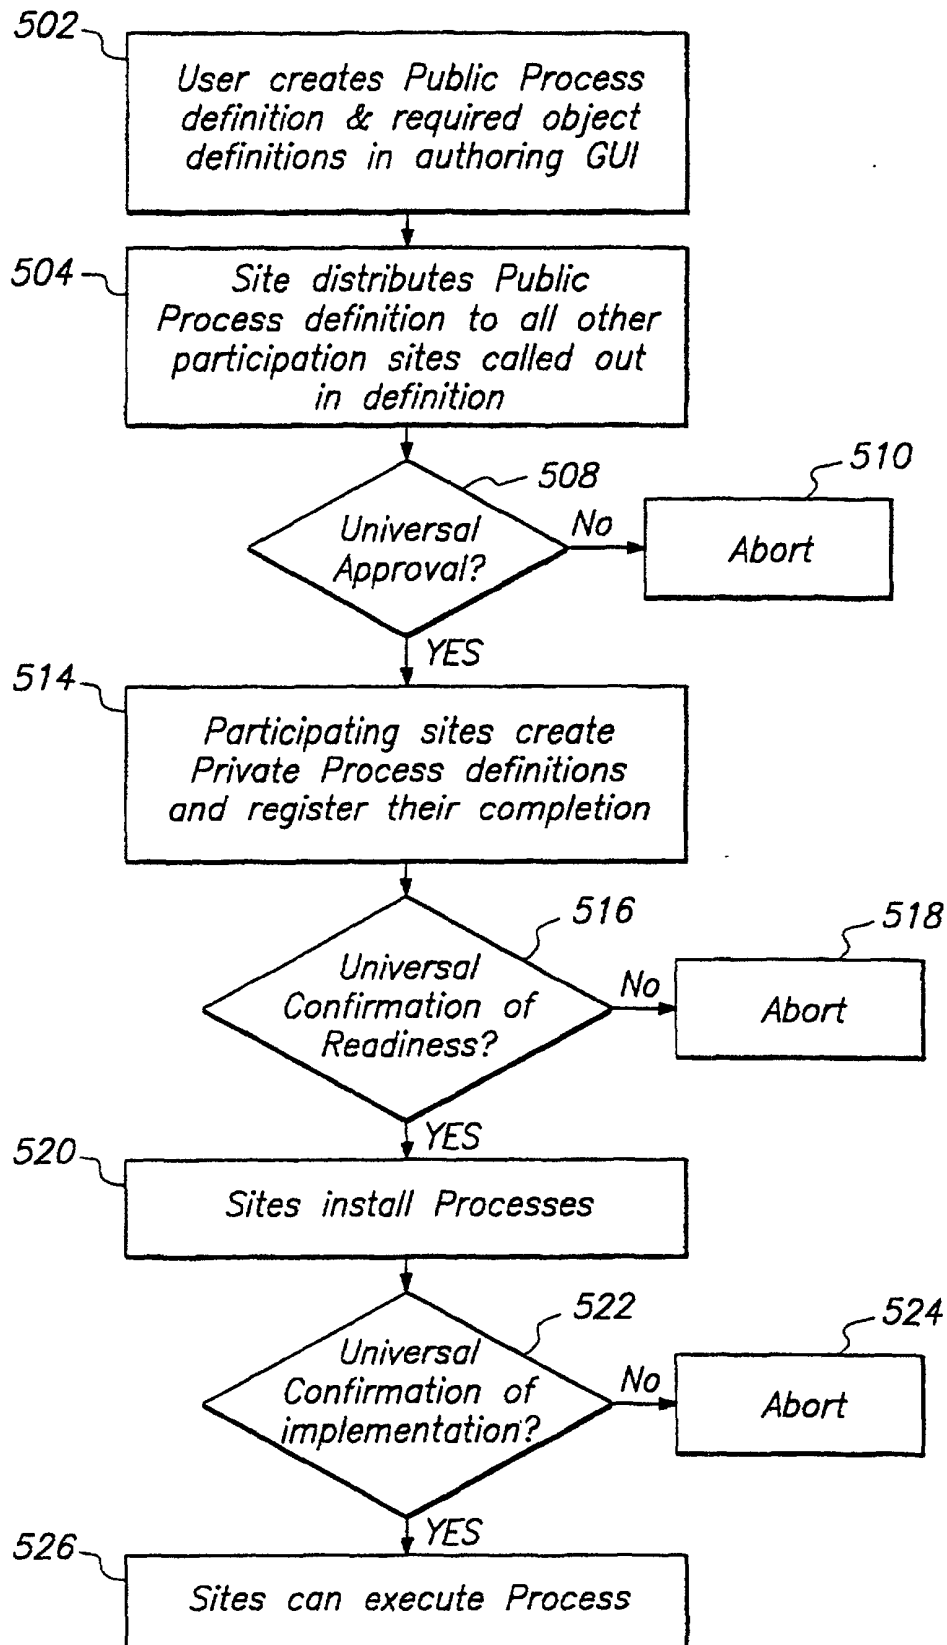 502
User creates Public Process
definition & required object
definitions in authoring GUI
504
Site distributes Public
Process definition to all other
participation sites called out
in definition
508
510
Universal
Approval?
No
Abort
YES
514
Participating sites create
Private Process definitions
and register their completion
516
518
Universal
Confirmation of
Readiness?
No
Abort
YES
520
Sites install Processes
522
524
Universal
Confirmation of
implementation?
No
Abort
YES
526
Sites can execute Process